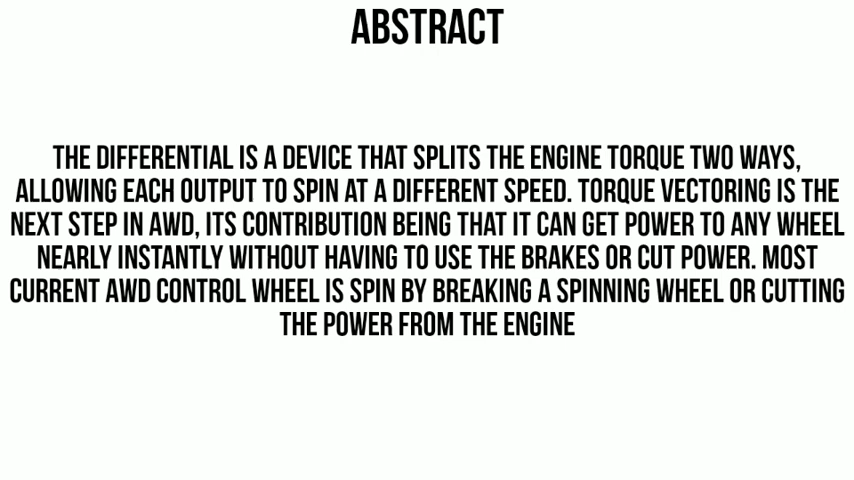 ABSTRACT
THE DIFFERENTIAL IS A DEVICE THAT SPLITS THE ENGINE TORQUE TWO WAYS,
ALLOWING EACH OUTPUT TO SPIN AT A DIFFERENT SPEED. TORQUE VECTORING IS THE
NEXT STEP IN AWD, ITS CONTRIBUTION BEING THAT IT CAN GET POWER TO ANY WHEEL
NEARLY INSTANTLY WITHOUT HAVING TO USE THE BRAKES OR CUT POWER. MOST
CURRENT AWD CONTROL WHEEL IS SPIN BY BREAKING A SPINNING WHEEL OR CUTTING
THE POWER FROM THE ENGINE